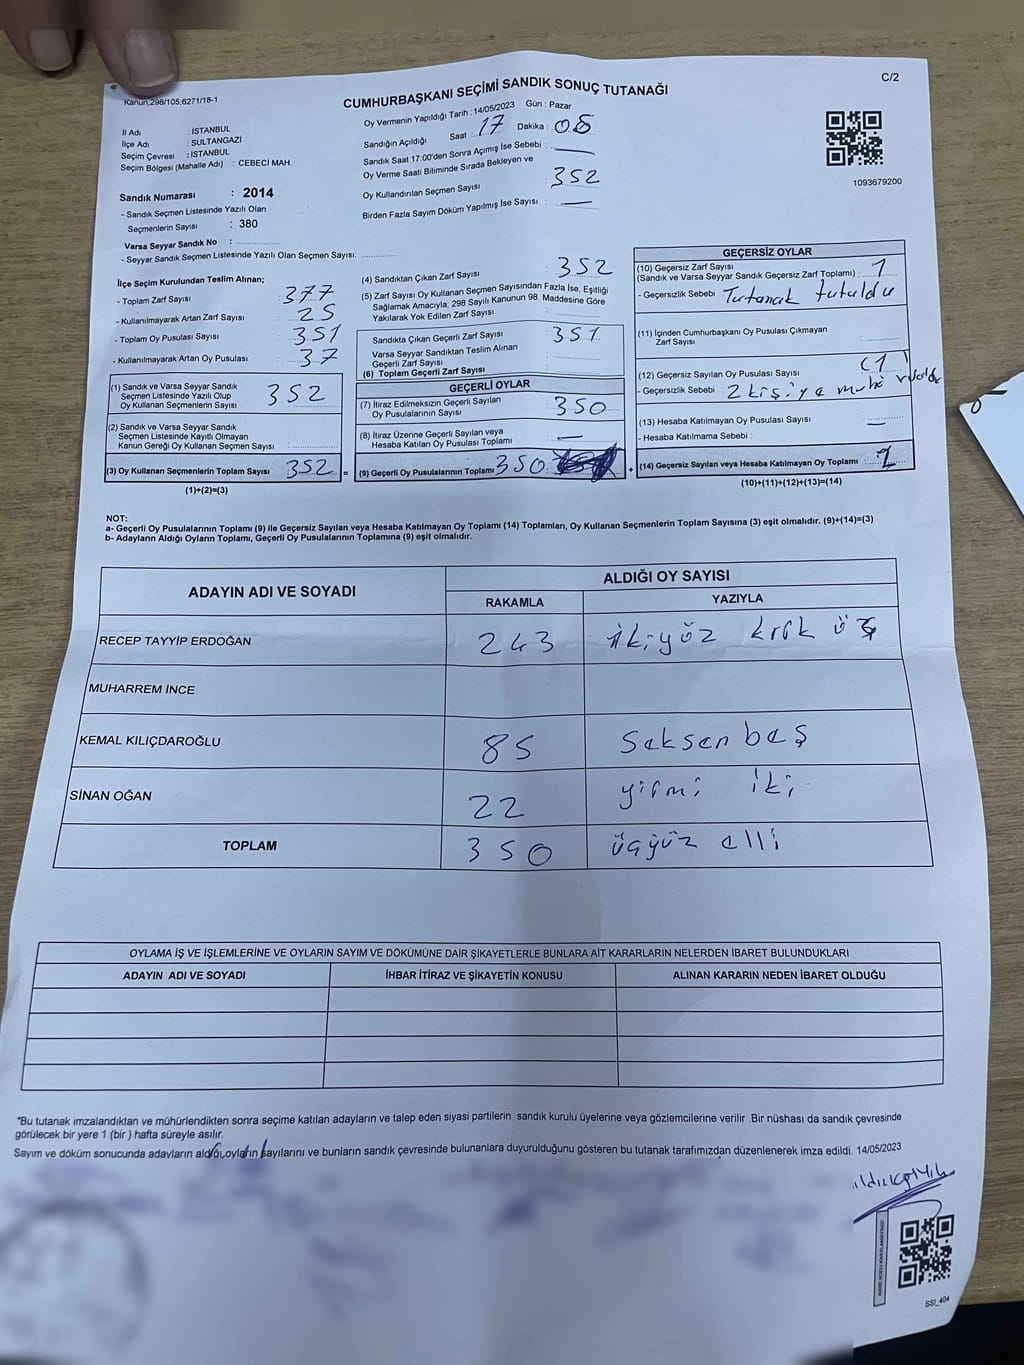 C/2
Kanun,298/105;6271/18-1
CUMHURBAŞKANI SEÇİMİ SANDIK SONUÇ TUTANAĞI
İl Adı : İSTANBUL
İlçe Adı : SULTANGAZİ
Seçim Çevresi : İSTANBUL
Seçim Bölgesi (Mahalle Adı) : CEBECİ MAH.
Sandık Numarası : 2014
- Sandık Seçmen Listesinde Yazılı Olan
Seçmenlerin Sayısı : 380
Varsa Seyyar Sandık No :
- Seyyar Sandık Seçmen Listesinde Yazılı Olan Seçmen Sayısı:
Oy Vermenin Yapıldığı Tarih : 14/05/2023 Gün : Pazar
Sandığın Açıldığı Saat : 17 Dakika : 08
Sandık Saat 17:00'den Sonra Açımış İse Sebebi : —
Oy Verme Saati Bitiminde Sırada Bekleyen ve
Oy Kullandırılan Seçmen Sayısı : 352
Birden Fazla Sayım Döküm Yapılmış İse Sayısı : —
1093679200
İlçe Seçim Kurulundan Teslim Alınan;
- Toplam Zarf Sayısı : 377
- Kullanılmayarak Artan Zarf Sayısı : 25
- Toplam Oy Pusulası Sayısı : 351
- Kullanılmayarak Artan Oy Pusulası : 37
(1) Sandık ve Varsa Seyyar Sandık
Seçmen Listesinde Yazılı Olup
Oy Kullanan Seçmenlerin Sayısı 352
(2) Sandık ve Varsa Seyyar Sandık
Seçmen Listesinde Kayıtlı Olmayan
Kanun Gereği Oy Kullanan Seçmen Sayısı :
(3) Oy Kullanan Seçmenlerin Toplam Sayısı 352 =
(1)+(2)=(3)
(4) Sandıktan Çıkan Zarf Sayısı : 352
(5) Zarf Sayısı Oy Kullanan Seçmen Sayısından Fazla İse, Eşitliği
Sağlamak Amacıyla, 298 Sayılı Kanunun 98. Maddesine Göre
Yakılarak Yok Edilen Zarf Sayısı :
Sandıkta Çıkan Geçerli Zarf Sayısı : 351
Varsa Seyyar Sandıktan Teslim Alınan
Geçerli Zarf Sayısı :
(6) Toplam Geçerli Zarf Sayısı :
GEÇERLİ OYLAR
(7) İtiraz Edilmeksizin Geçerli Sayılan
Oy Pusulalarının Sayısı : 350
(8) İtiraz Üzerine Geçerli Sayılan veya
Hesaba Katılan Oy Pusulası Toplamı : —
(9) Geçerli Oy Pusulalarının Toplamı 350 +
GEÇERSİZ OYLAR
(10) Geçersiz Zarf Sayısı
(Sandık ve Varsa Seyyar Sandık Geçersiz Zarf Toplamı) : 1
- Geçersizlik Sebebi : Tutanak tutuldu
(11) İçinden Cumhurbaşkanı Oy Pusulası Çıkmayan
Zarf Sayısı :
(12) Geçersiz Sayılan Oy Pusulası Sayısı : (1)
- Geçersizlik Sebebi : 2 kişiye
(13) Hesaba Katılmayan Oy Pusulası Sayısı : —
- Hesaba Katılmama Sebebi :
(14) Geçersiz Sayılan veya Hesaba Katılmayan Oy Toplamı : 2
(10)+(11)+(12)+(13)=(14)
NOT:
a- Geçerli Oy Pusulalarının Toplamı (9) ile Geçersiz Sayılan veya Hesaba Katılmayan Oy Toplamı (14) Toplamları, Oy Kullanan Seçmenlerin Toplam Sayısına (3) eşit olmalıdır. (9)+(14)=(3)
b- Adayların Aldığı Oyların Toplamı, Geçerli Oy Pusulalarının Toplamına (9) eşit olmalıdır.
ADAYIN ADI VE SOYADI ALDIĞI OY SAYISI
RAKAMLA YAZIYLA
RECEP TAYYİP ERDOĞAN 243 ikiyüz kırk üş
MUHARREM İNCE
KEMAL KILIÇDAROĞLU 85 Seksen beş
SİNAN OĞAN 22 yirmi iki
TOPLAM 350 üçyüz elli
OYLAMA İŞ VE İŞLEMLERİNE VE OYLARIN SAYIM VE DÖKÜMÜNE DAİR ŞİKAYETLERLE BUNLARA AİT KARARLARIN NELERDEN İBARET BULUNDUKLARI
ADAYIN ADI VE SOYADI İHBAR İTİRAZ VE ŞİKAYETİN KONUSU ALINAN KARARIN NEDEN İBARET OLDUĞU
*Bu tutanak imzalandıktan ve mühürlendikten sonra seçime katılan adayların ve talep eden siyasi partilerin sandık kurulu üyelerine veya gözlemcilerine verilir .Bir nüshası da sandık çevresinde
görülecek bir yere 1 (bir ) hafta süreyle asılır.
Sayım ve döküm sonucunda adayların aldığı oyların sayılarını ve bunların sandık çevresinde bulunanlara duyurulduğunu gösteren bu tutanak tarafımızdan düzenlenerek imza edildi. 14/05/2023
SSI_404